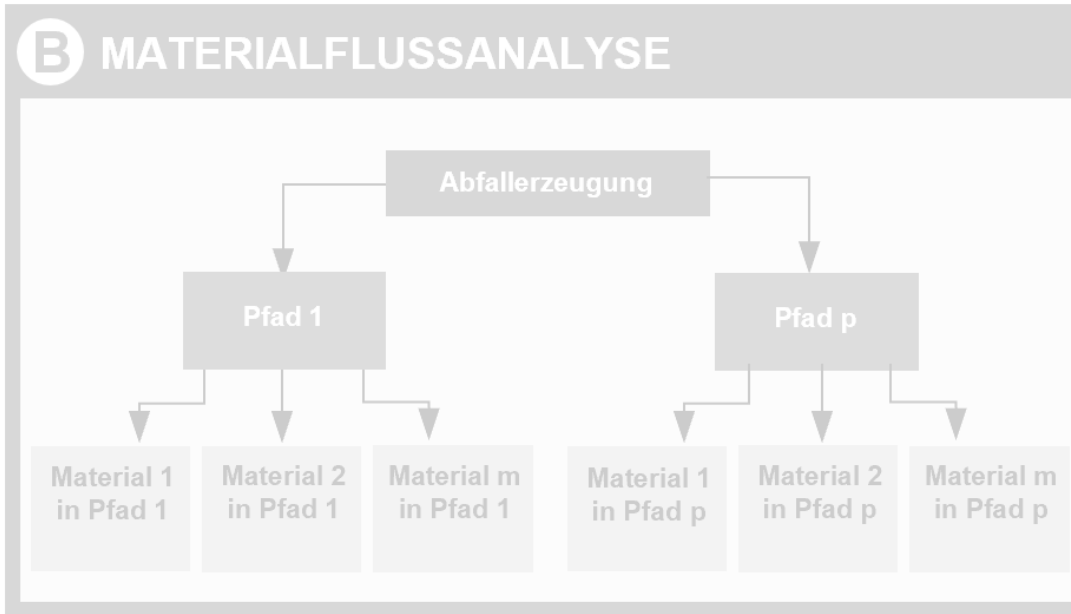 B MATERIALFLUSSANALYSE
Abfallerzeugung
Pfad 1
Pfad p
Material 1
in Pfad 1
Material 2
in Pfad 1
Material m
in Pfad 1
Material 1
in Pfad p
Material 2
in Pfad p
Material m
in Pfad p